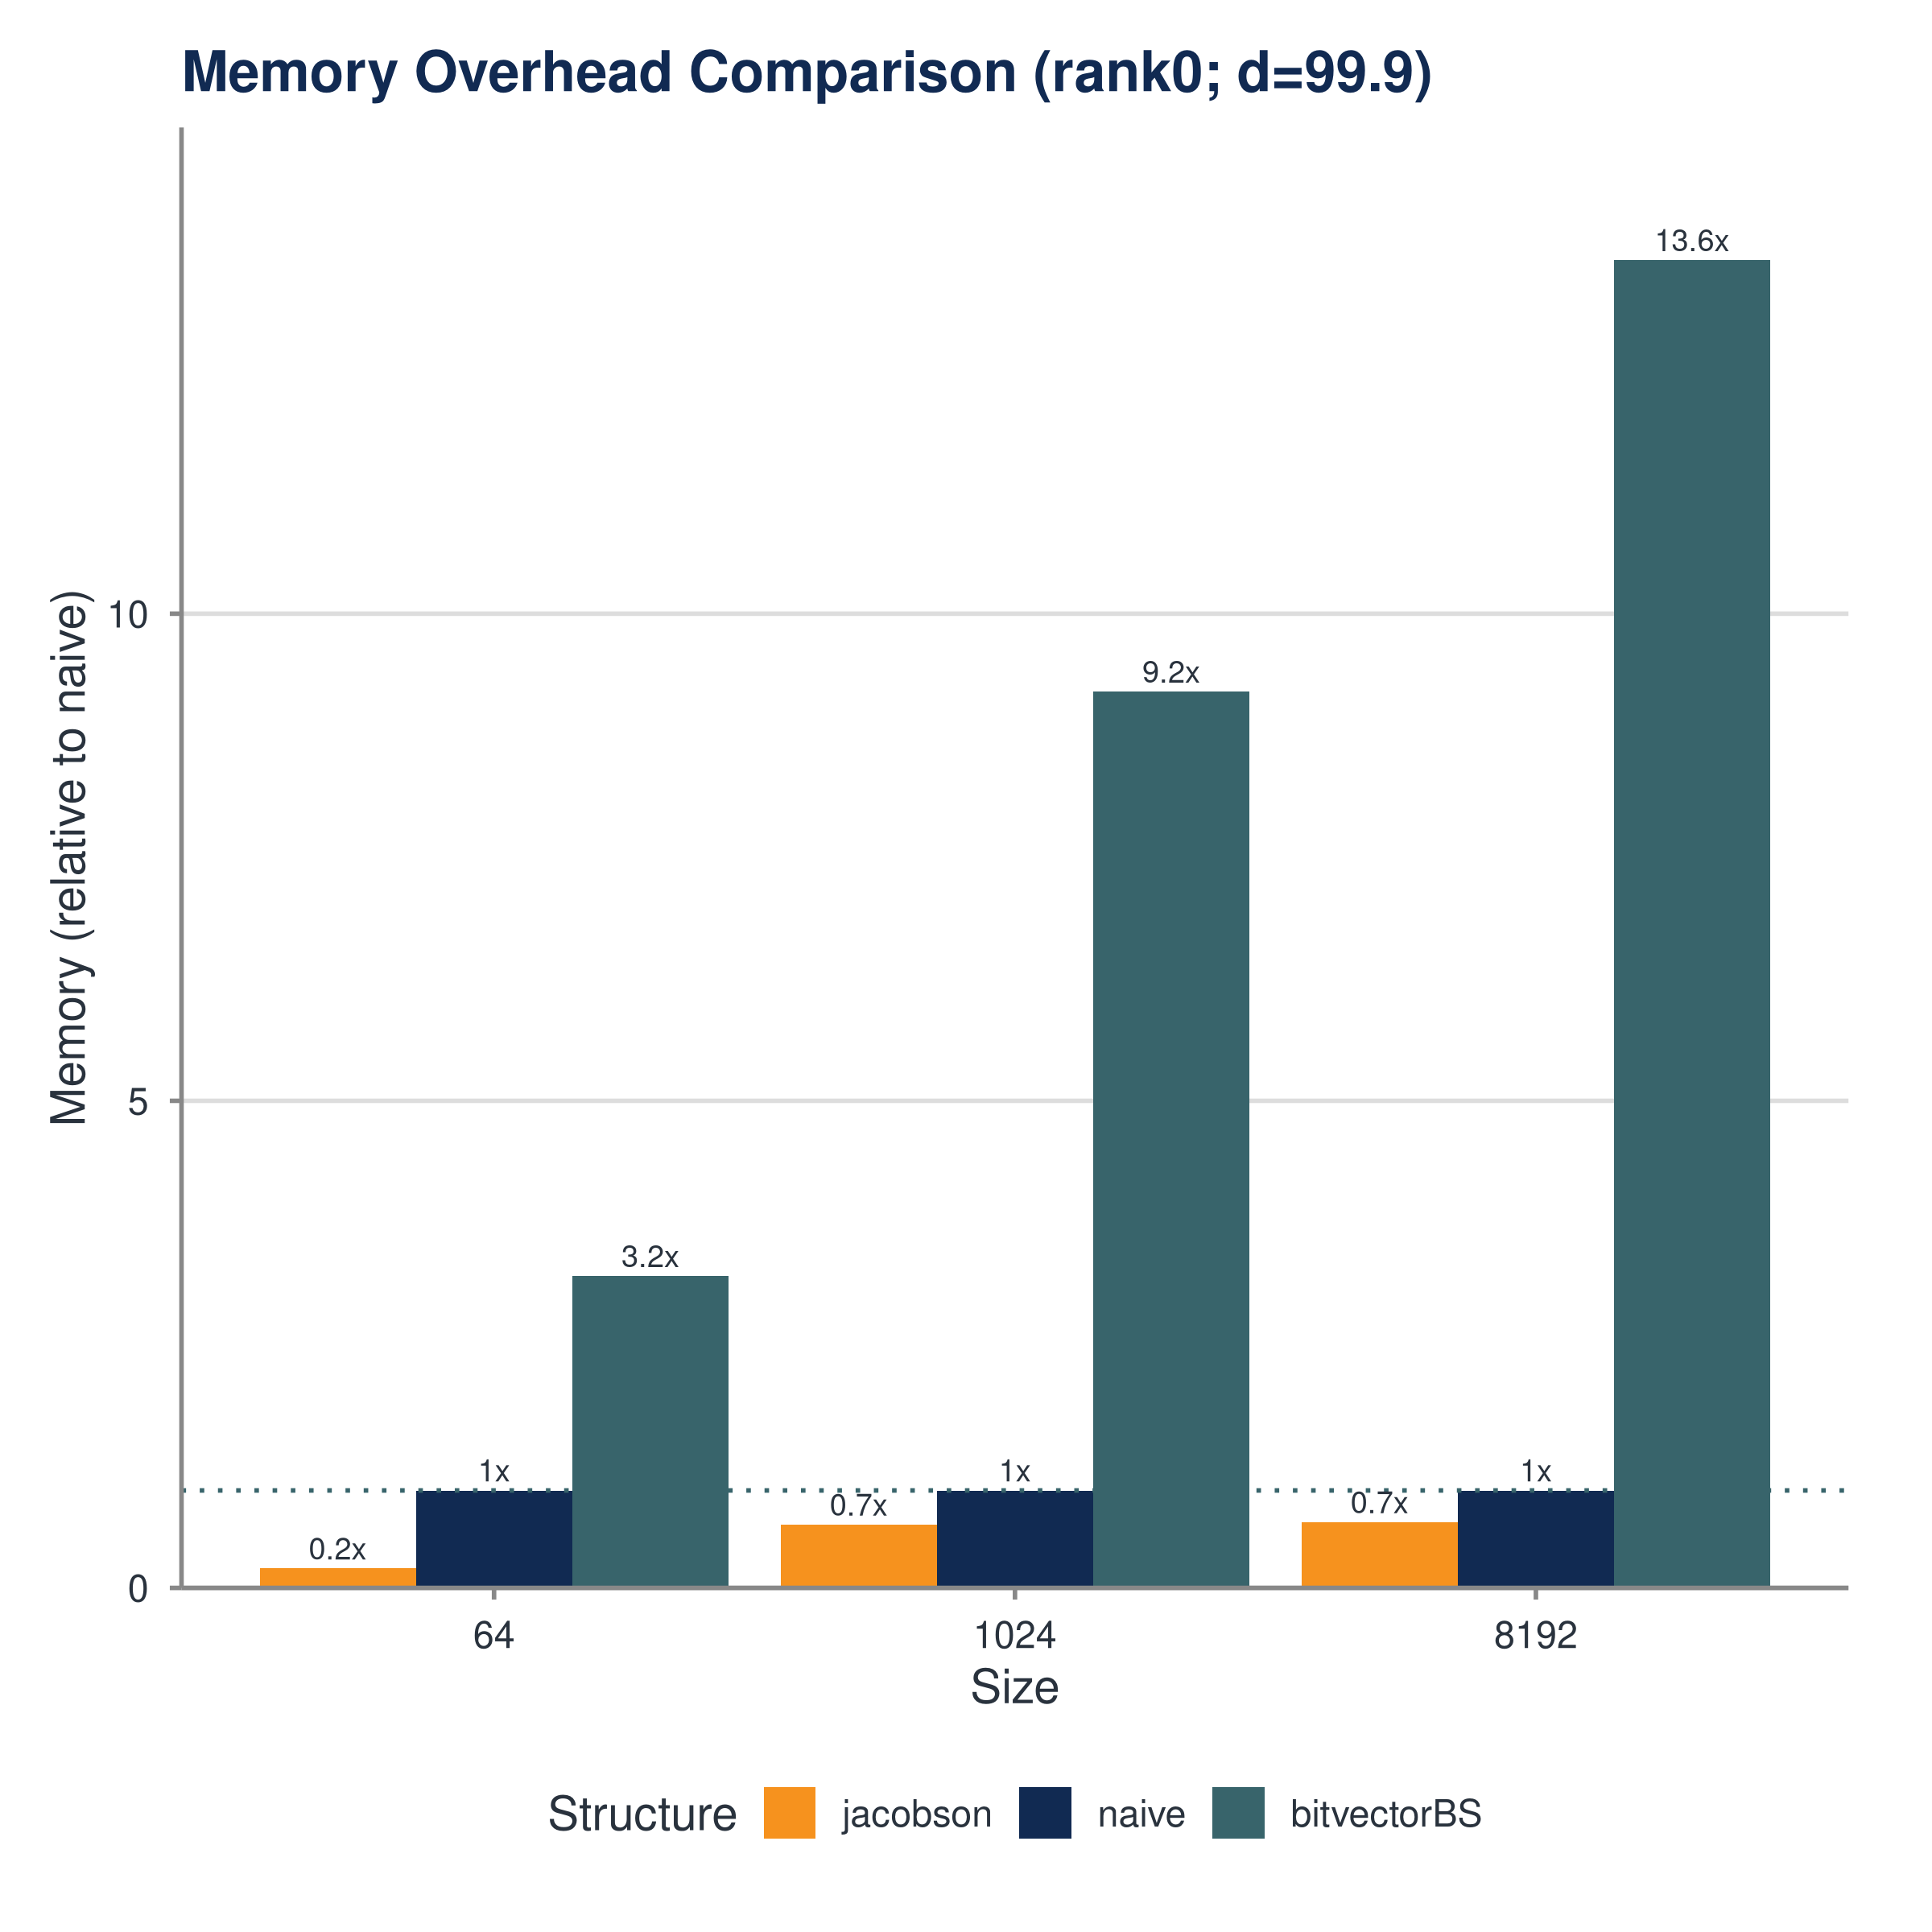 Memory Overhead Comparison (rank0; d=99.9)
Memory (relative to naive)
10
5
0
0.2x
1x
3.2x
0.7x
1x
9.2x
0.7x
1x
13.6x
64
1024
8192
Size
Structure jacobson naive bitvectorBS